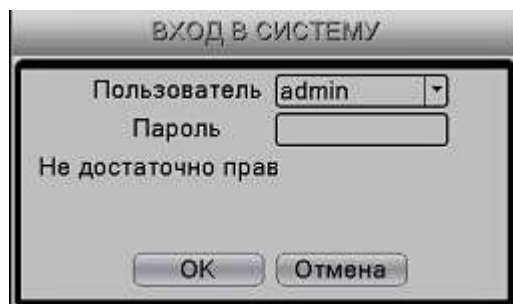 ВХОД В СИСТЕМУ
Пользователь admin
Пароль
Не достаточно прав
OK Отмена